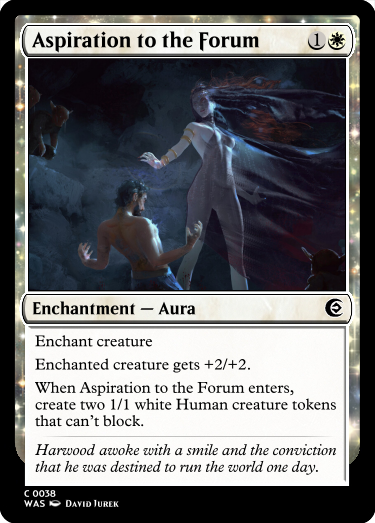 Aspiration to the Forum 1
Enchantment — Aura
Enchant creature
Enchanted creature gets +2/+2.
When Aspiration to the Forum enters,
create two 1/1 white Human creature tokens
that can't block.
Harwood awoke with a smile and the conviction
that he was destined to run the world one day.
C 0038
WAS DAVID JUREK